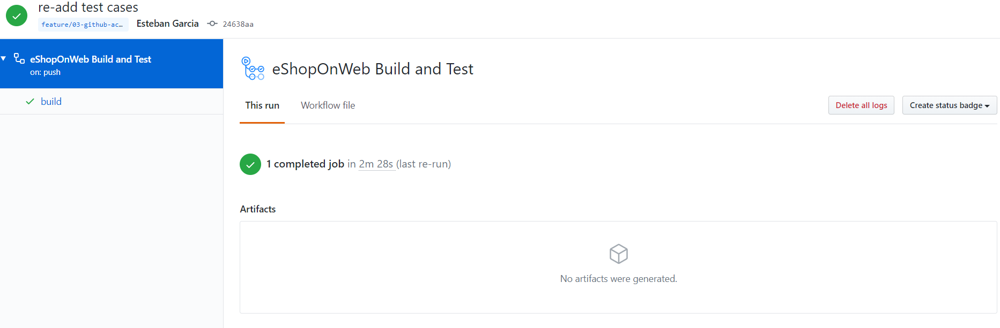 re-add test cases
feature/03-github-ac… Esteban Garcia 24638aa
eShopOnWeb Build and Test
on: push
build
eShopOnWeb Build and Test
This run Workflow file Delete all logs Create status badge
1 completed job in 2m 28s (last re-run)
Artifacts
No artifacts were generated.